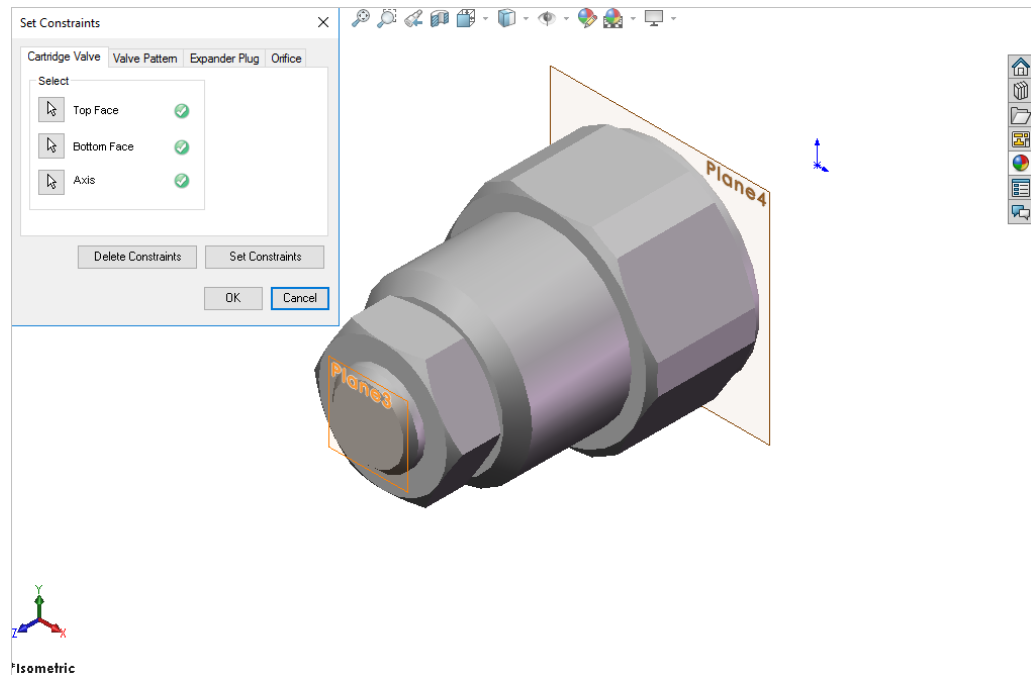 Set Constraints
Cartridge Valve Valve Pattern Expander Plug Orifice
Select
Top Face
Bottom Face
Axis
Delete Constraints Set Constraints
OK Cancel
Plane4
Plane3
Y
Z X
*Isometric